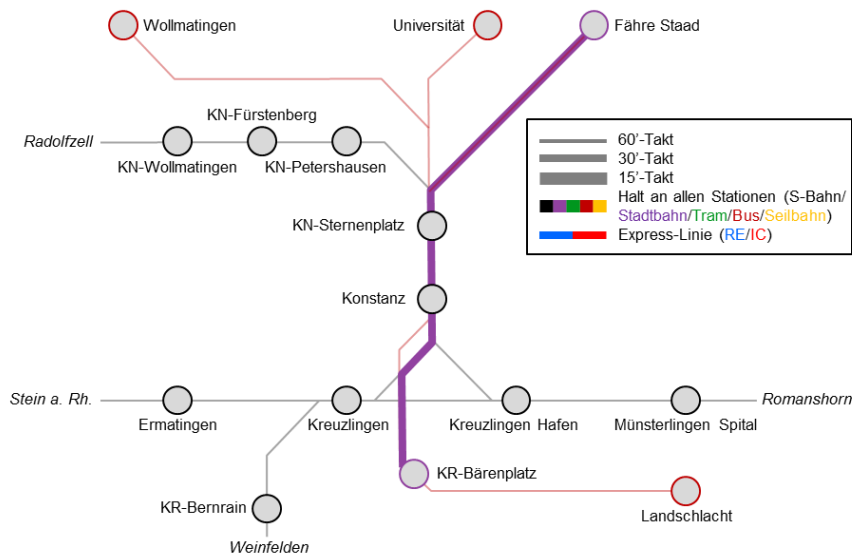 Wollmatingen
Universität
Fähre Staad
KN-Fürstenberg
Radolfzell
KN-Wollmatingen
KN-Petershausen
60'-Takt
30'-Takt
15'-Takt
Halt an allen Stationen (S-Bahn/
Stadtbahn/Tram/Bus/Seilbahn)
Express-Linie (RE/IC)
KN-Sternenplatz
Konstanz
Stein a. Rh.
Romanshorn
Ermatingen
Kreuzlingen
Kreuzlingen Hafen
Münsterlingen Spital
KR-Bärenplatz
KR-Bernrain
Landschlacht
Weinfelden